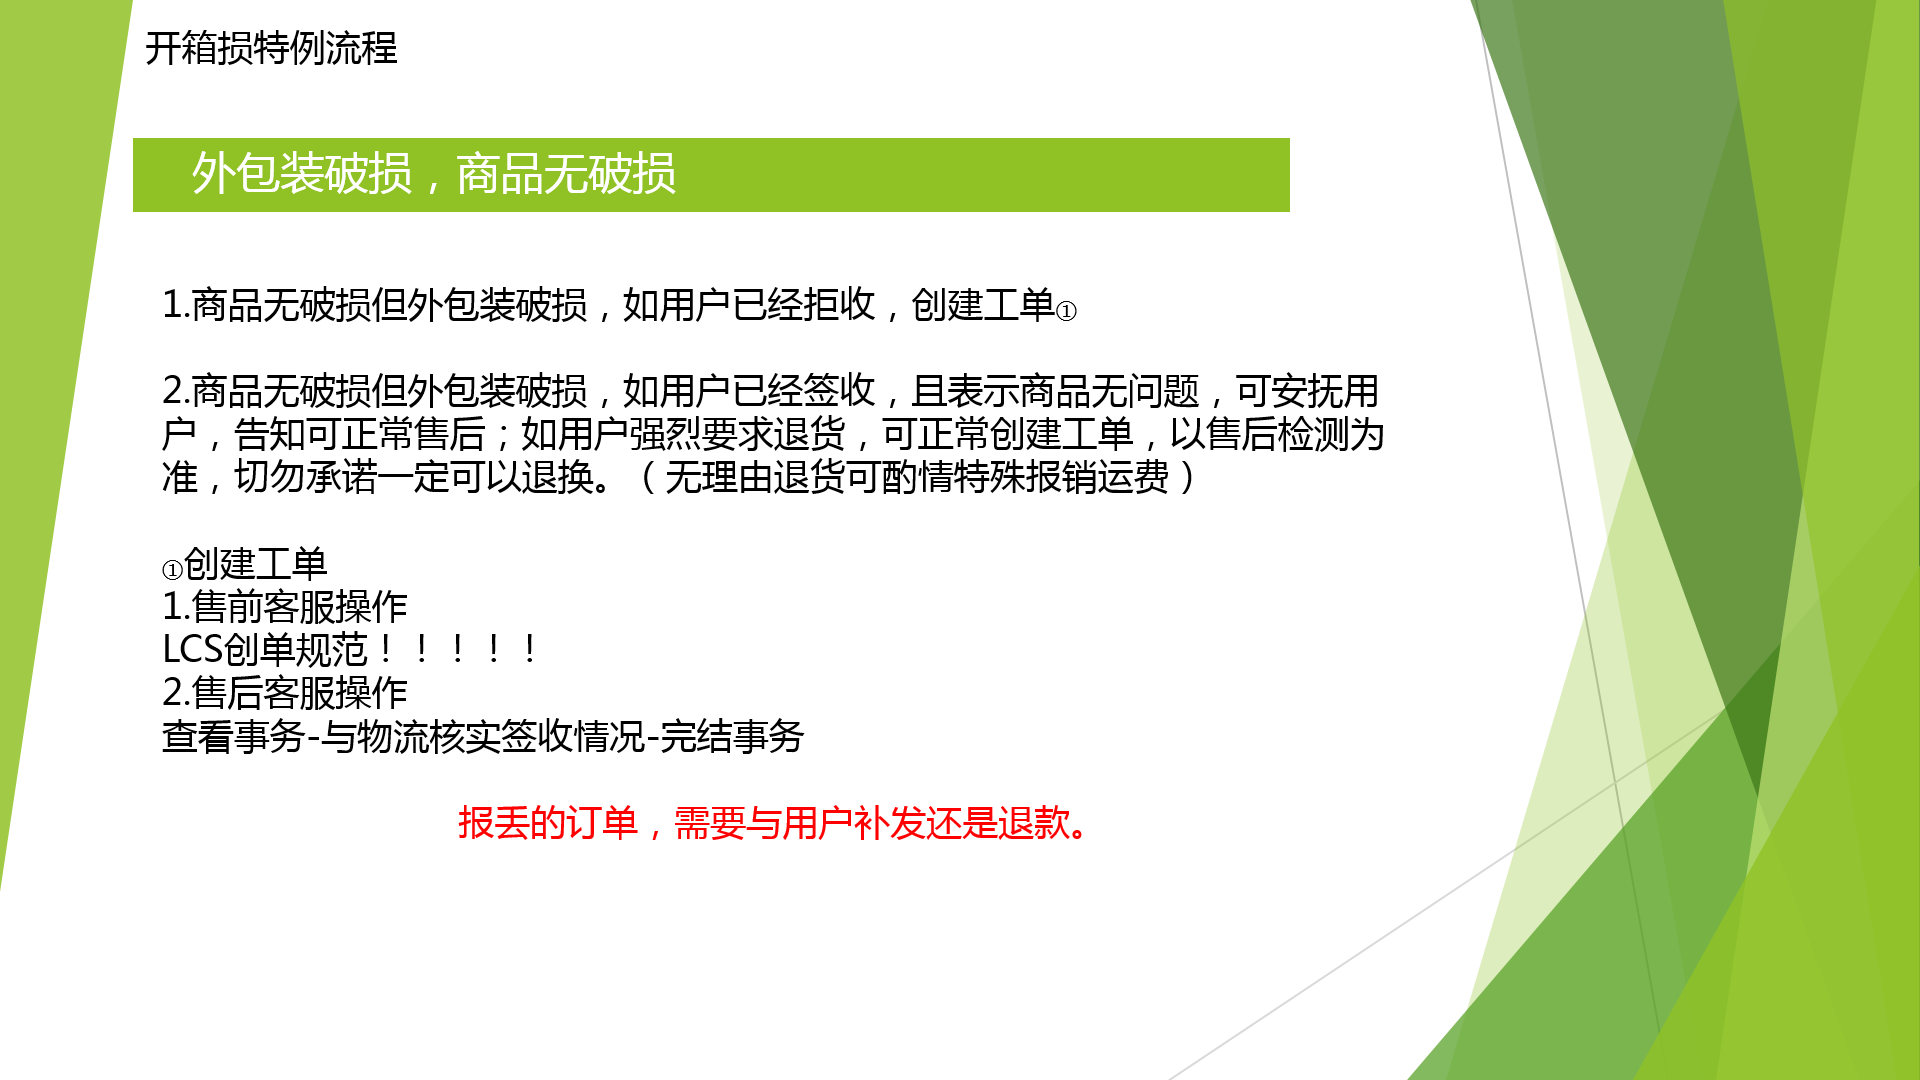 开箱损特例流程
外包装破损，商品无破损
1.商品无破损但外包装破损，如用户已经拒收，创建工单①
2.商品无破损但外包装破损，如用户已经签收，且表示商品无问题，可安抚用
户，告知可正常售后；如用户强烈要求退货，可正常创建工单，以售后检测为
准，切勿承诺一定可以退换。（无理由退货可酌情特殊报销运费）
①创建工单
1.售前客服操作
LCS创单规范！！！！！
2.售后客服操作
查看事务-与物流核实签收情况-完结事务
报丢的订单，需要与用户补发还是退款。